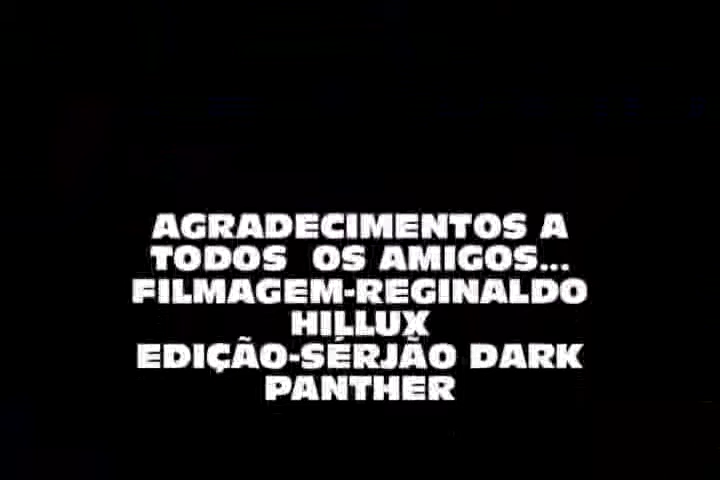 AGRADECIMENTOS A
TODOS OS AMIGOS...
FILMAGEM-REGINALDO
HILLUX
EDIÇÃO-SÉRJÃO DARK
PANTHER